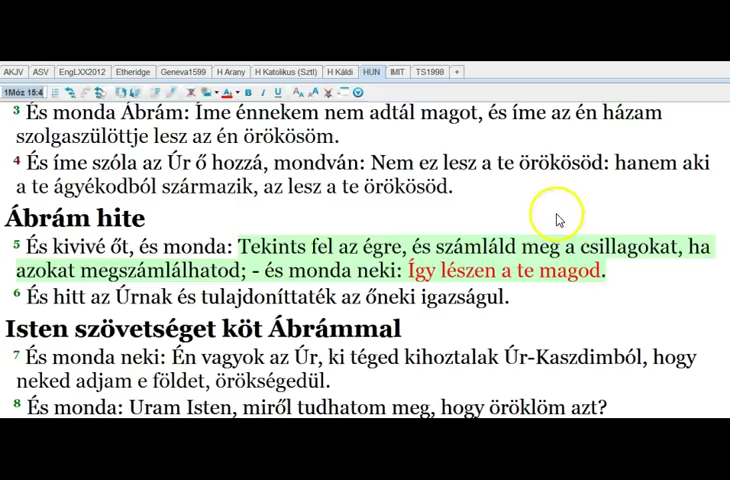 AKJV ASV EngLXX2012 Etheridge Geneva1599 H Arany H Katolikus (Sztl) H Káldi HUN IMIT TS1998 +
1Móz 15:4 B I U
3 És monda Ábrám: Íme énnekem nem adtál magot, és íme az én házam
szolgaszülöttje lesz az én örökösöm.
4 És íme szóla az Úr ő hozzá, mondván: Nem ez lesz a te örökösöd: hanem aki
a te ágyékodból származik, az lesz a te örökösöd.
Ábrám hite
5 És kivivé őt, és monda: Tekints fel az égre, és számláld meg a csillagokat, ha
azokat megszámlálhatod; - és monda neki: Így lészen a te magod.
6 És hitt az Úrnak és tulajdoníttaték az őneki igazságul.
Isten szövetséget köt Ábrámmal
7 És monda neki: Én vagyok az Úr, ki téged kihoztalak Úr-Kaszdimból, hogy
neked adjam e földet, örökségedül.
8 És monda: Uram Isten, miről tudhatom meg, hogy öröklöm azt?